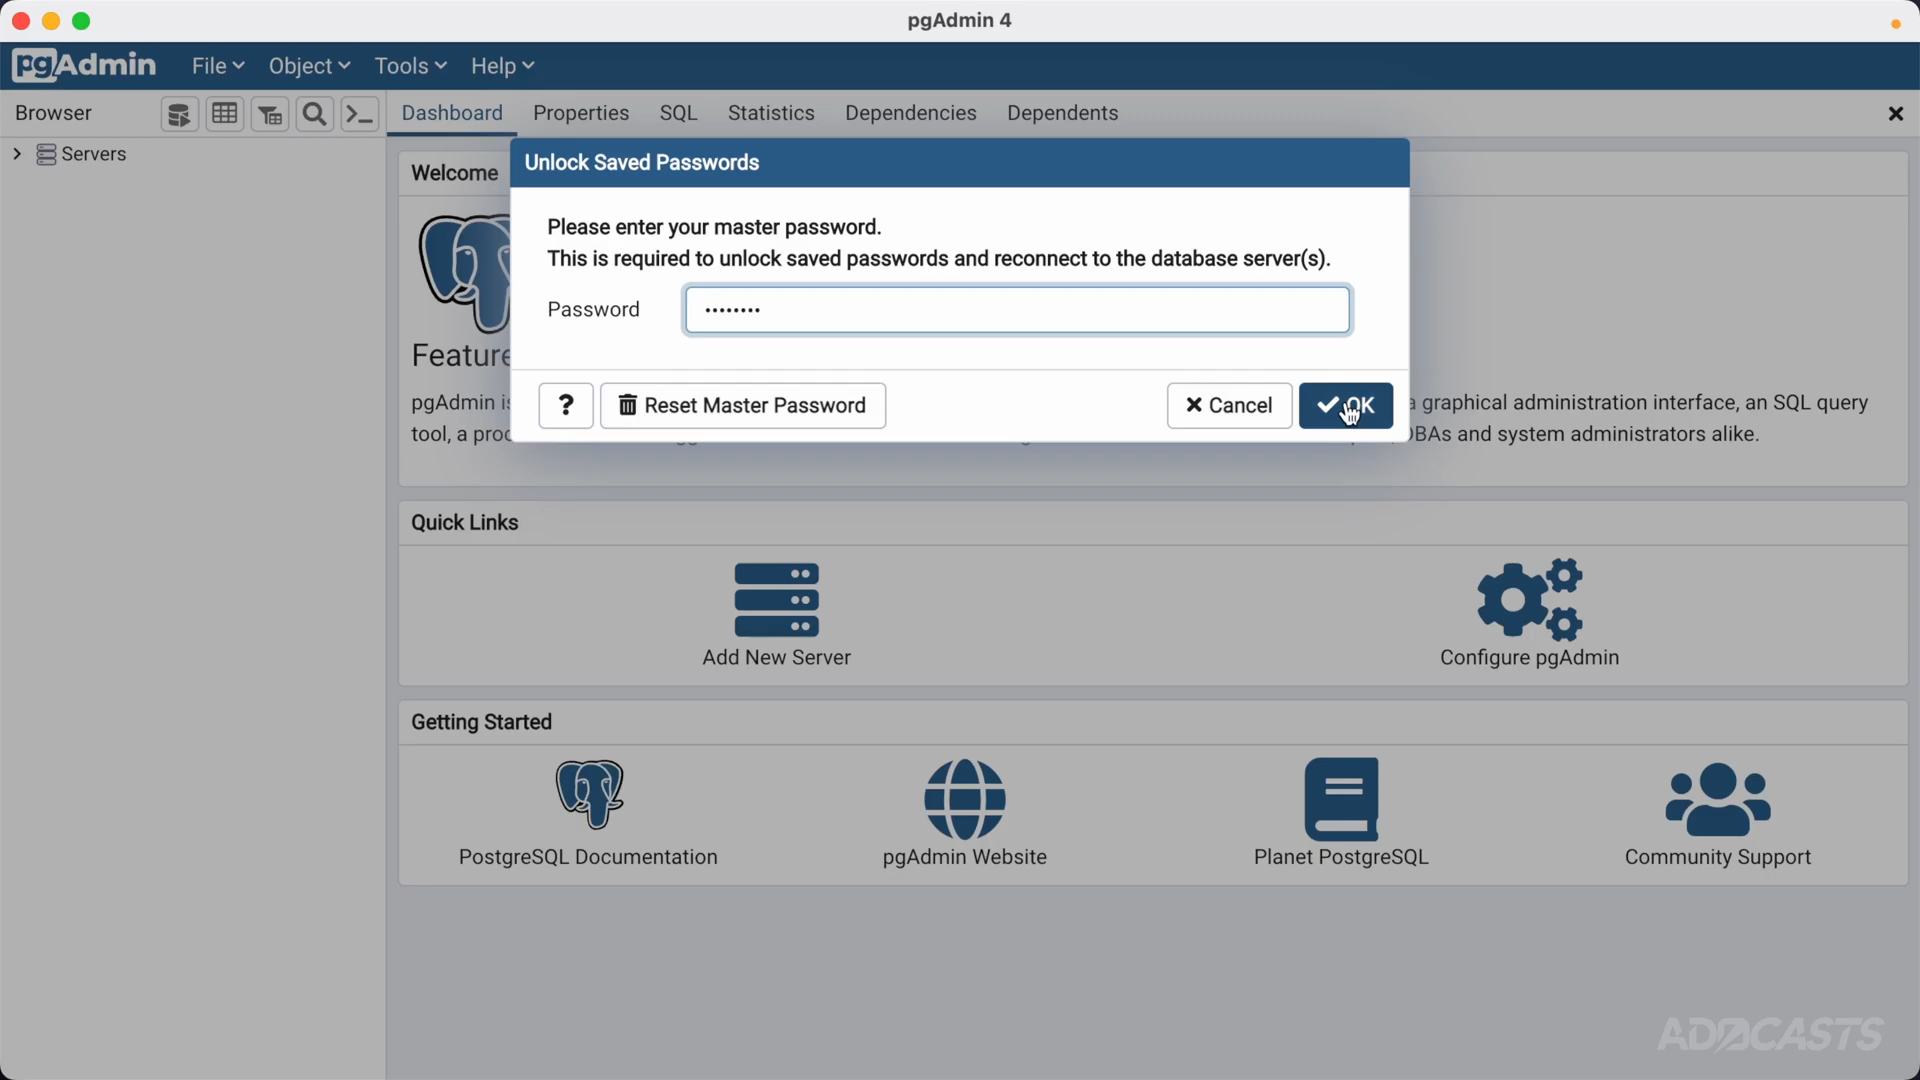 pgAdmin 4
pgAdmin File Object Tools Help
Browser Dashboard Properties SQL Statistics Dependencies Dependents
Servers
Welcome
Unlock Saved Passwords
Please enter your master password.
This is required to unlock saved passwords and reconnect to the database server(s).
Password ••••••••
? Reset Master Password Cancel OK
Feature
pgAdmin is a graphical administration interface, an SQL query
tool, a proc DBAs and system administrators alike.
Quick Links
Add New Server Configure pgAdmin
Getting Started
PostgreSQL Documentation pgAdmin Website Planet PostgreSQL Community Support
ADOCASTS